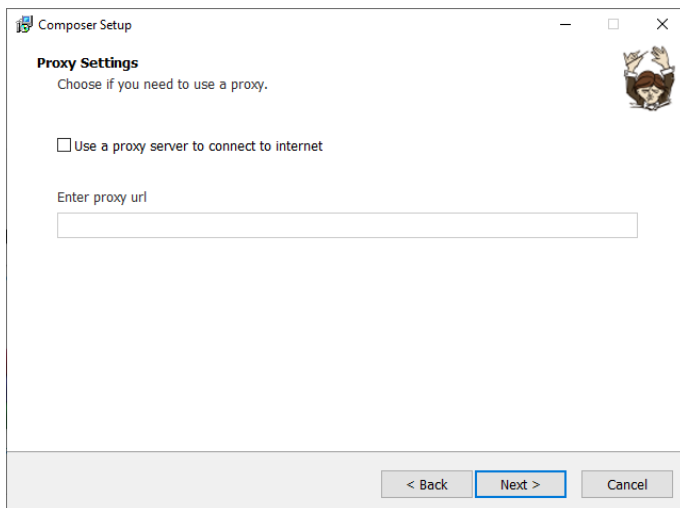 Composer Setup
Proxy Settings
Choose if you need to use a proxy.
Use a proxy server to connect to internet
Enter proxy url
< Back Next > Cancel